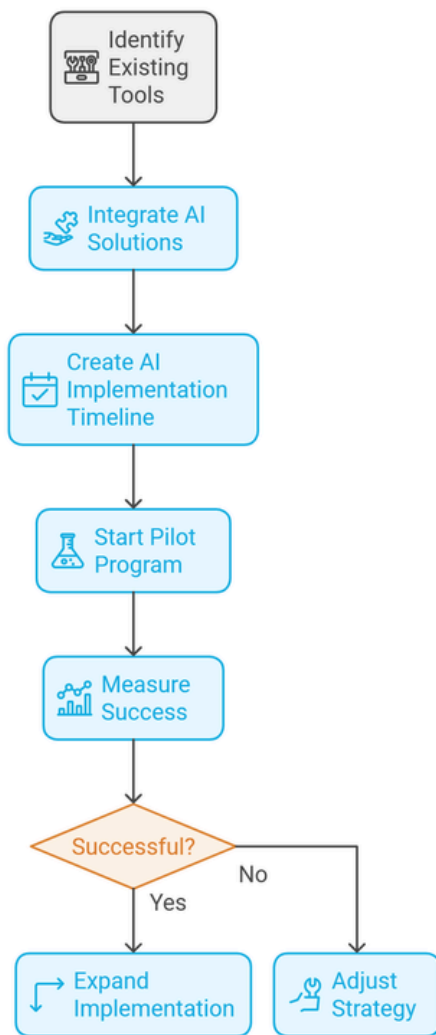 Identify
Existing
Tools
Integrate AI
Solutions
Create AI
Implementation
Timeline
Start Pilot
Program
Measure
Success
Successful?
No
Yes
Expand
Implementation
Adjust
Strategy